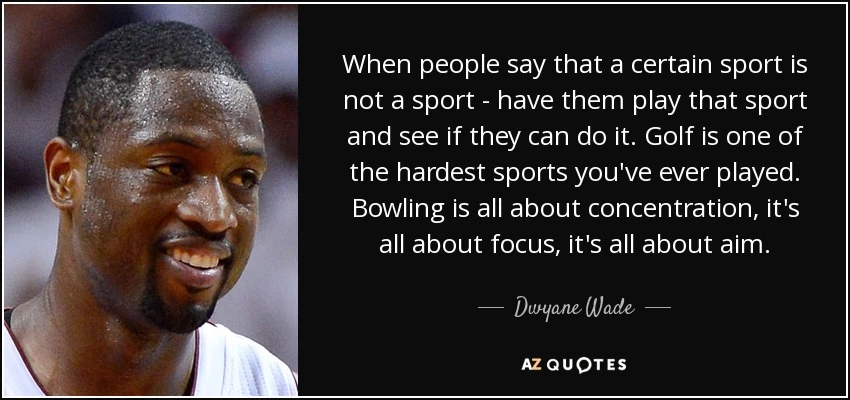 When people say that a certain sport is
not a sport - have them play that sport
and see if they can do it. Golf is one of
the hardest sports you've ever played.
Bowling is all about concentration, it's
all about focus, it's all about aim.
Dwyane Wade
AZ QUOTES